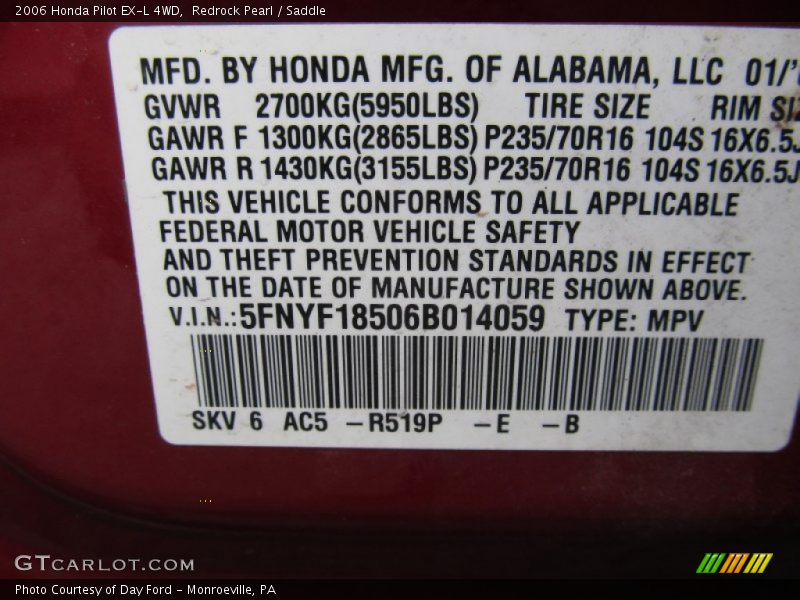 2006 Honda Pilot EX-L 4WD, Redrock Pearl / Saddle
MFD. BY HONDA MFG. OF ALABAMA, LLC 01/'
GVWR 2700KG(5950LBS) TIRE SIZE RIM SIZ
GAWR F 1300KG(2865LBS) P235/70R16 104S 16X6.5J
GAWR R 1430KG(3155LBS) P235/70R16 104S 16X6.5J
THIS VEHICLE CONFORMS TO ALL APPLICABLE
FEDERAL MOTOR VEHICLE SAFETY
AND THEFT PREVENTION STANDARDS IN EFFECT
ON THE DATE OF MANUFACTURE SHOWN ABOVE.
V.I.N.: 5FNYF18506B014059 TYPE: MPV
SKV 6 AC5 – R519P – E – B
GTCARLOT.COM
Photo Courtesy of Day Ford - Monroeville, PA